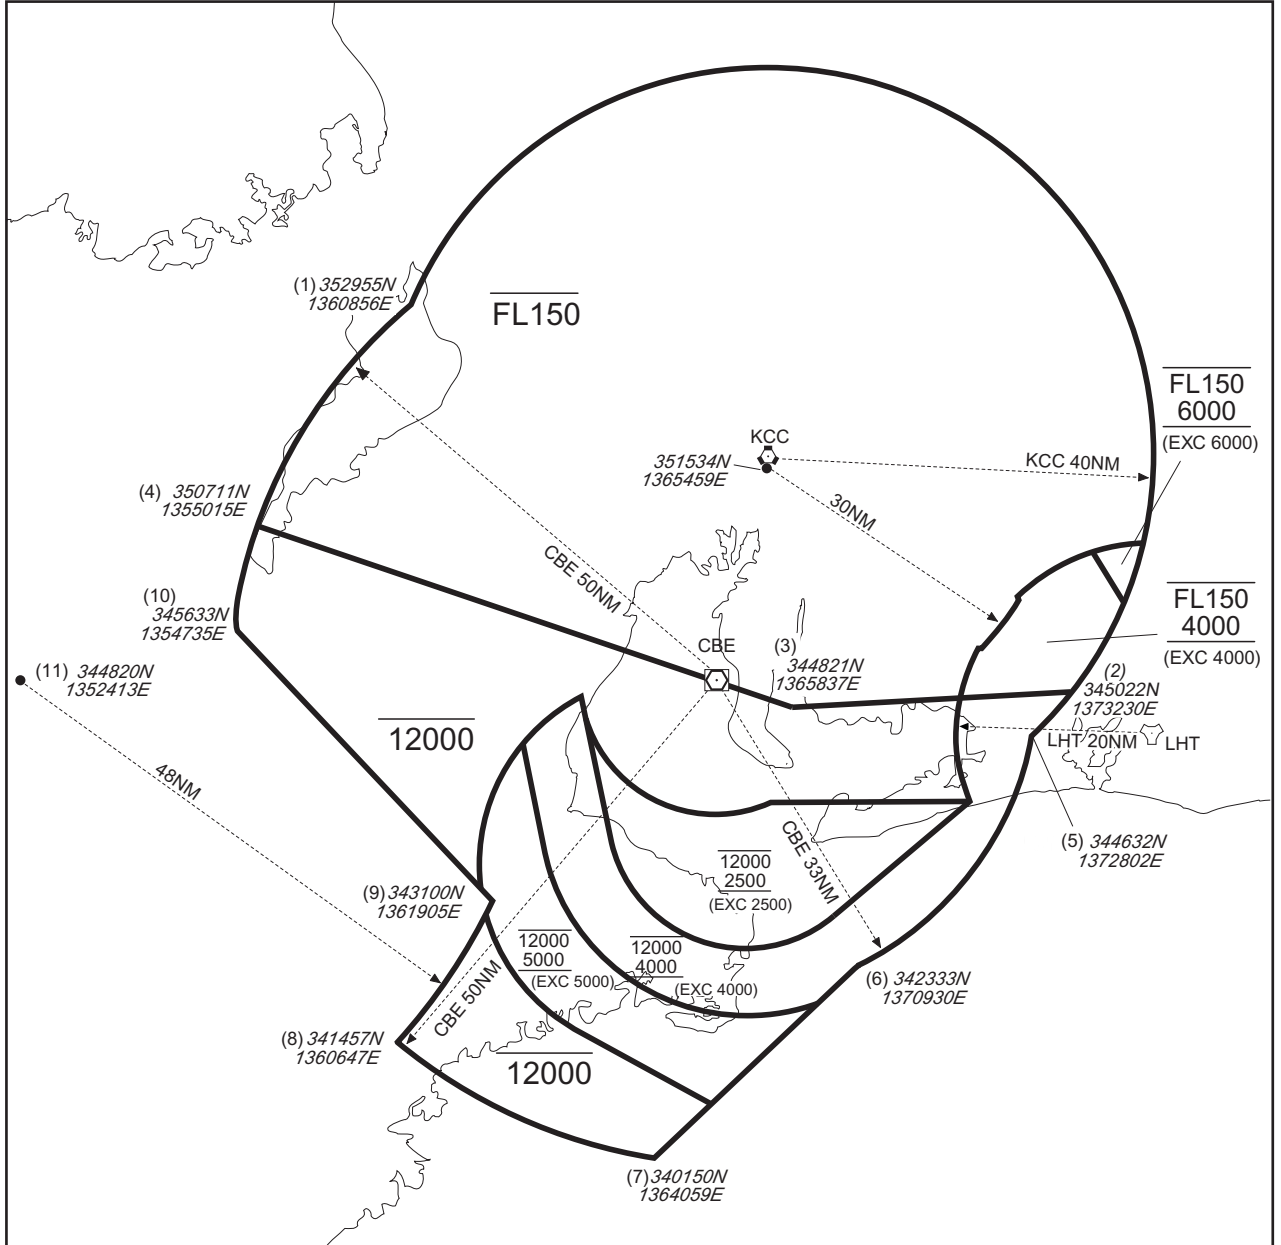 (1) 352955N
1360856E
FL150
FL150
6000
(EXC 6000)
KCC
351534N
1365459E
KCC 40NM
30NM
(4) 350711N
1355015E
CBE 50NM
FL150
4000
(EXC 4000)
(10)
345633N
1354735E
CBE
(3)
344821N
1365837E
(2)
345022N
1373230E
(11) 344820N
1352413E
12000
LHT 20NM
LHT
48NM
CBE 33NM
(5) 344632N
1372802E
12000
2500
(EXC 2500)
(9) 343100N
1361905E
12000
5000
(EXC 5000)
12000
4000
(EXC 4000)
(6) 342333N
1370930E
CBE 50NM
(8) 341457N
1360647E
12000
(7) 340150N
1364059E